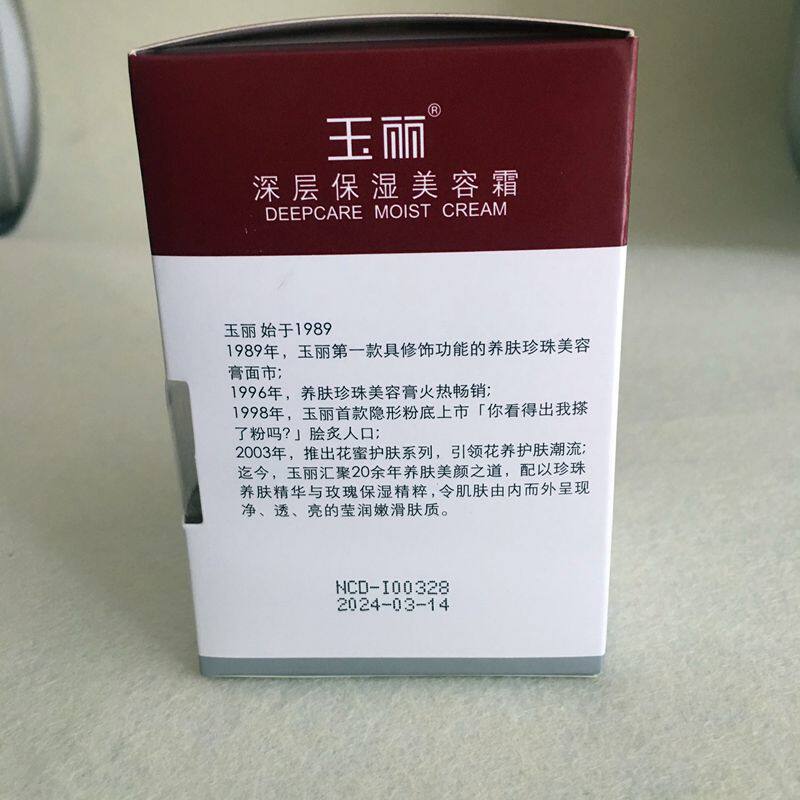 玉丽®
深层保湿美容霜
DEEPCARE MOIST CREAM
玉丽 始于1989
1989年，玉丽第一款具修饰功能的养肤珍珠美容
膏面市;
1996年，养肤珍珠美容膏火热畅销;
1998年，玉丽首款隐形粉底上市「你看得出我搽
了粉吗?」脍炙人口;
2003年，推出花蜜护肤系列，引领花养护肤潮流;
迄今，玉丽汇聚20余年养肤美颜之道，配以珍珠
养肤精华与玫瑰保湿精粹,令肌肤由内而外呈现
净、透、亮的莹润嫩滑肤质。
NCD-I00328
2024-03-14